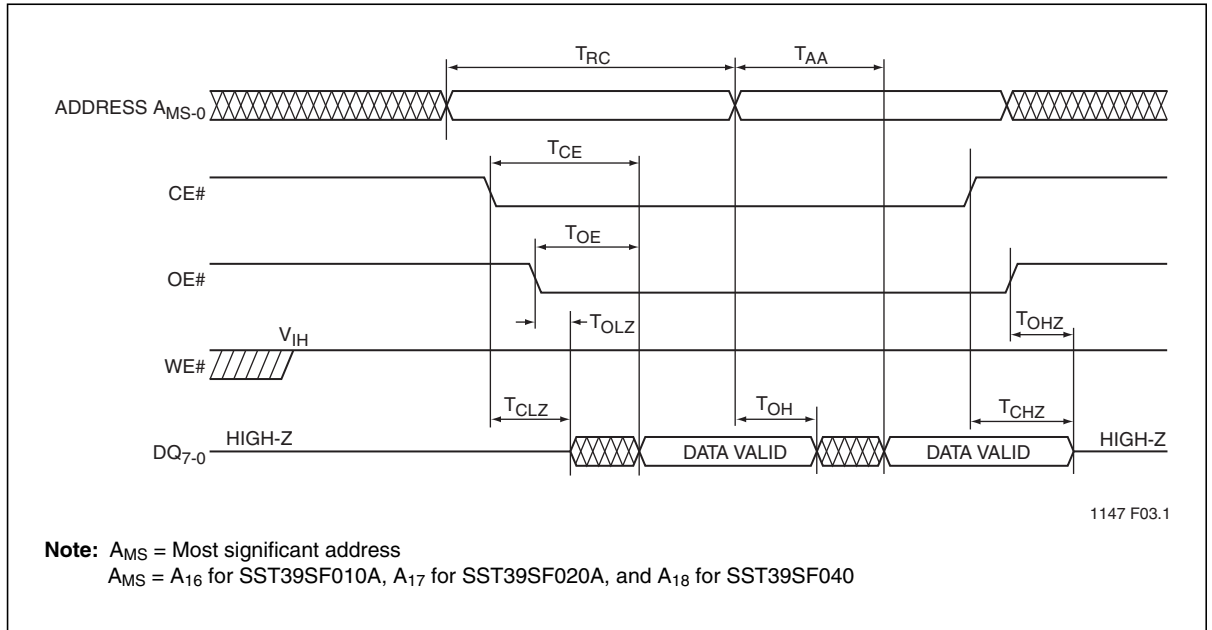 TRC TAA
ADDRESS AMS-0
TCE
CE#
TOE
OE#
TOLZ TOHZ
VIH
WE#
TCLZ TOH TCHZ
HIGH-Z DATA VALID DATA VALID HIGH-Z
DQ7-0
1147 F03.1
Note: AMS = Most significant address
AMS = A16 for SST39SF010A, A17 for SST39SF020A, and A18 for SST39SF040